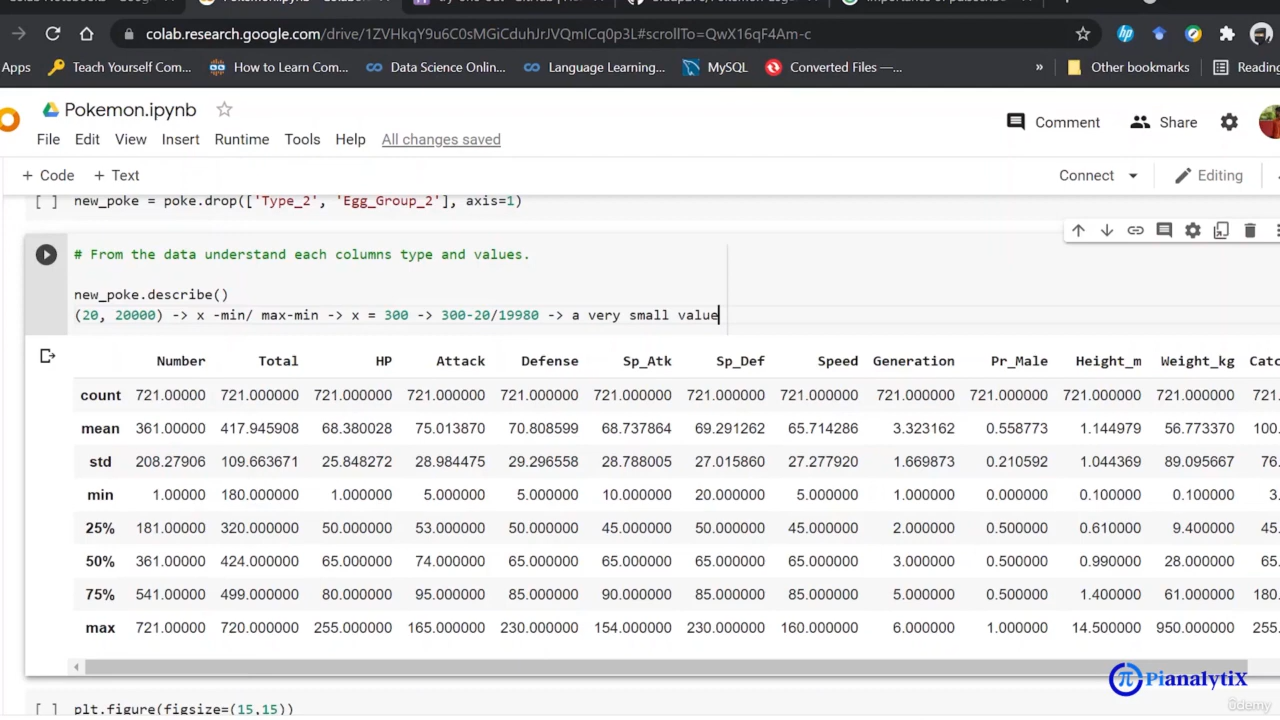 colab.research.google.com/drive/1ZVHkqY9u6C0sMGiCduhJrJVQmICq0p3L#scrollTo=QwX16qF4Am-c
Apps Teach Yourself Com... How to Learn Com... Data Science Onlin... Language Learning... MySQL Converted Files —... » Other bookmarks Reading
Pokemon.ipynb
File Edit View Insert Runtime Tools Help All changes saved
Comment Share
+ Code + Text Connect Editing
[ ] new_poke = poke.drop(['Type_2', 'Egg_Group_2'], axis=1)
# From the data understand each columns type and values.
new_poke.describe()
(20, 20000) -> x -min/ max-min -> x = 300 -> 300-20/19980 -> a very small value
Number Total HP Attack Defense Sp_Atk Sp_Def Speed Generation Pr_Male Height_m Weight_kg Catc
count 721.00000 721.000000 721.000000 721.000000 721.000000 721.000000 721.000000 721.000000 721.000000 721.000000 721.000000 721.000000 721.
mean 361.00000 417.945908 68.380028 75.013870 70.808599 68.737864 69.291262 65.714286 3.323162 0.558773 1.144979 56.773370 100.
std 208.27906 109.663671 25.848272 28.984475 29.296558 28.788005 27.015860 27.277920 1.669873 0.210592 1.044369 89.095667 76.
min 1.00000 180.000000 1.000000 5.000000 5.000000 10.000000 20.000000 5.000000 1.000000 0.000000 0.100000 0.100000 3.
25% 181.00000 320.000000 50.000000 53.000000 50.000000 45.000000 50.000000 45.000000 2.000000 0.500000 0.610000 9.400000 45.
50% 361.00000 424.000000 65.000000 74.000000 65.000000 65.000000 65.000000 65.000000 3.000000 0.500000 0.990000 28.000000 65.
75% 541.00000 499.000000 80.000000 95.000000 85.000000 90.000000 85.000000 85.000000 5.000000 0.500000 1.400000 61.000000 180.
max 721.00000 720.000000 255.000000 165.000000 230.000000 154.000000 230.000000 160.000000 6.000000 1.000000 14.500000 950.000000 255.
PianalytiX
[ ] plt.figure(figsize=(15,15))
ûdemy